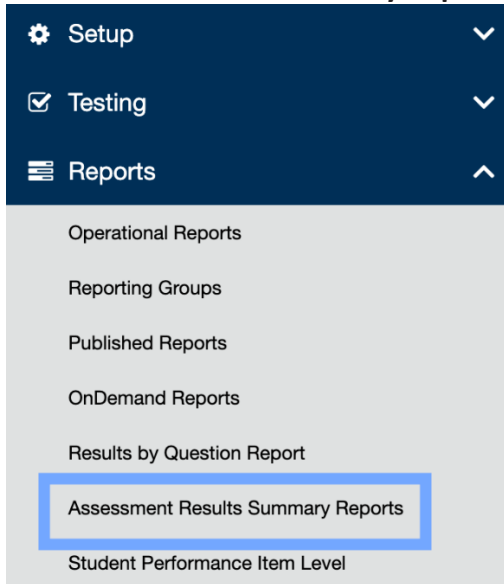 Setup
Testing
Reports
Operational Reports
Reporting Groups
Published Reports
OnDemand Reports
Results by Question Report
Assessment Results Summary Reports
Student Performance Item Level